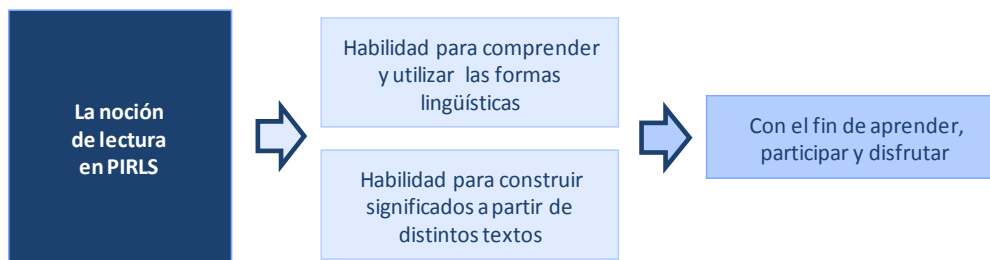 La noción
de lectura
en PIRLS
Habilidad para comprender
y utilizar las formas
lingüísticas
Habilidad para construir
significados a partir de
distintos textos
Con el fin de aprender,
participar y disfrutar